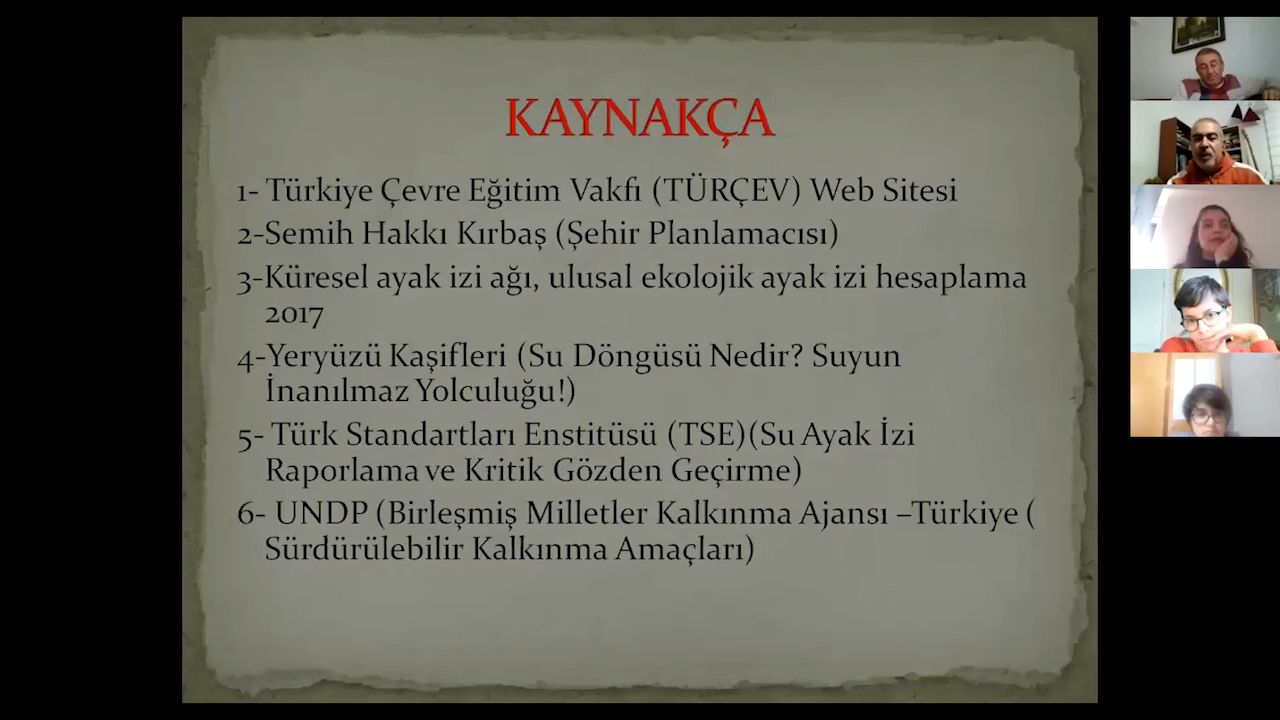 KAYNAKÇA
1- Türkiye Çevre Eğitim Vakfı (TÜRÇEV) Web Sitesi
2-Semih Hakkı Kırbaş (Şehir Planlamacısı)
3-Küresel ayak izi ağı, ulusal ekolojik ayak izi hesaplama
2017
4-Yeryüzü Kaşifleri (Su Döngüsü Nedir? Suyun
İnanılmaz Yolculuğu!)
5- Türk Standartları Enstitüsü (TSE)(Su Ayak İzi
Raporlama ve Kritik Gözden Geçirme)
6- UNDP (Birleşmiş Milletler Kalkınma Ajansı –Türkiye (
Sürdürülebilir Kalkınma Amaçları)